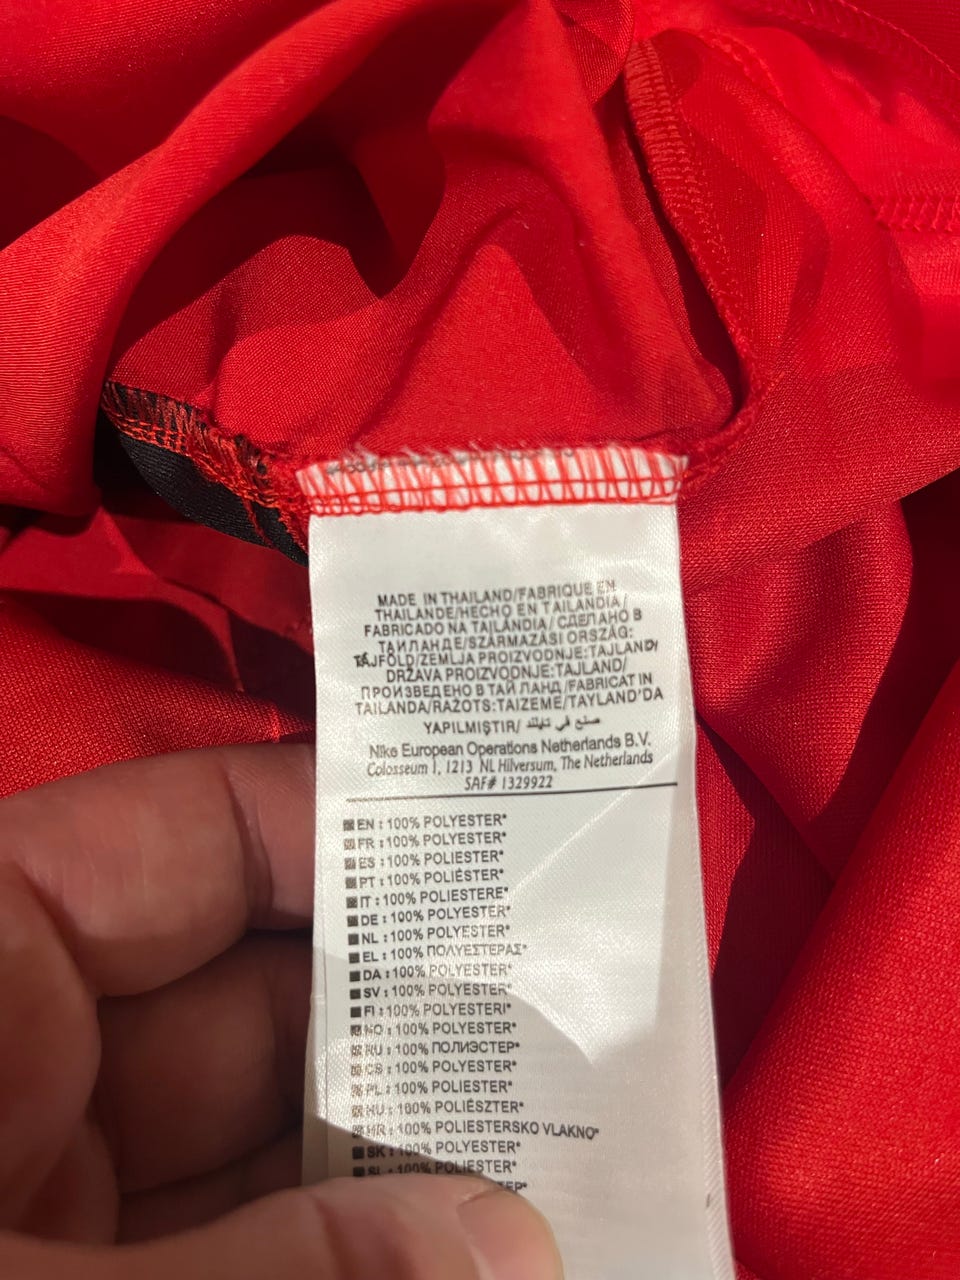 MADE IN THAILAND/FABRIQUE EN
THAILANDE/HECHO EN TAILANDIA/
FABRICADO NA TAILÂNDIA/ СДЕЛАНО В
ТАИЛАНДЕ/SZÁRMAZÁSI ORSZÁG:
TÁJFÖLD/ZEMLJA PROIZVODNJE:TAJLAND/
DRŽAVA PROIZVODNJE:TAJLAND/
ПРОИЗВЕДЕНО В ТАЙЛАНД/FABRICAT IN
TAILANDA/RAŽOTS:TAIZEME/TAYLAND'DA
YAPILMIŞTIR/ صنع في تايلند
Nike European Operations Netherlands B.V.
Colosseum 1, 1213 NL Hilversum, The Netherlands
SAF# 1329922
EN : 100% POLYESTER*
FR : 100% POLYESTER*
ES : 100% POLIESTER*
PT : 100% POLIÉSTER*
IT : 100% POLIESTERE*
DE : 100% POLYESTER*
NL : 100% POLYESTER*
EL : 100% ΠΟΛΥΕΣΤΕΡΑΣ*
DA : 100% POLYESTER*
SV : 100% POLYESTER*
FI : 100% POLYESTERI*
NO : 100% POLYESTER*
RU : 100% ПОЛИЭСТЕР*
CS : 100% POLYESTER*
PL : 100% POLIESTER*
HU : 100% POLIÉSZTER*
HR : 100% POLIESTERSKO VLAKNO*
SK : 100% POLYESTER*
SL : 100% POLIESTER*